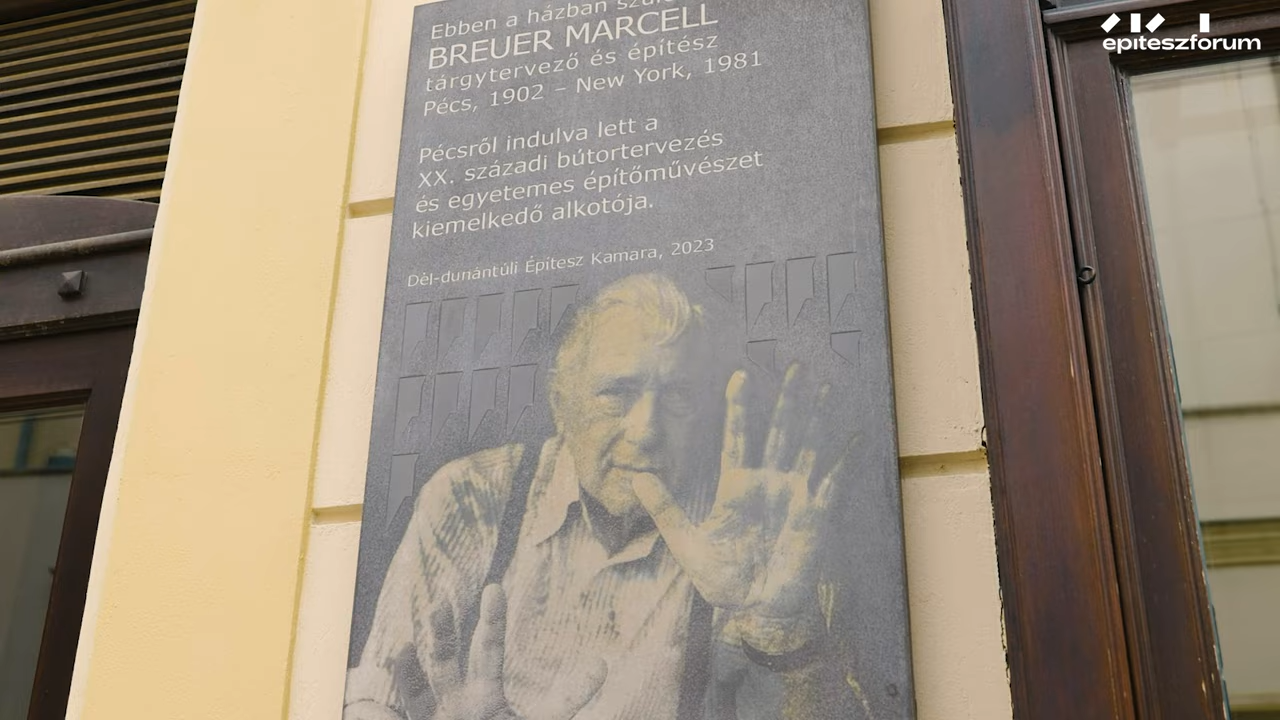 Ebben a házban
BREUER MARCELL
tárgytervező és építész
Pécs, 1902 – New York, 1981
Pécsről indulva lett a
XX. századi bútortervezés
és egyetemes építőművészet
kiemelkedő alkotója.
Dél-dunántúli Építész Kamara, 2023
építészfórum